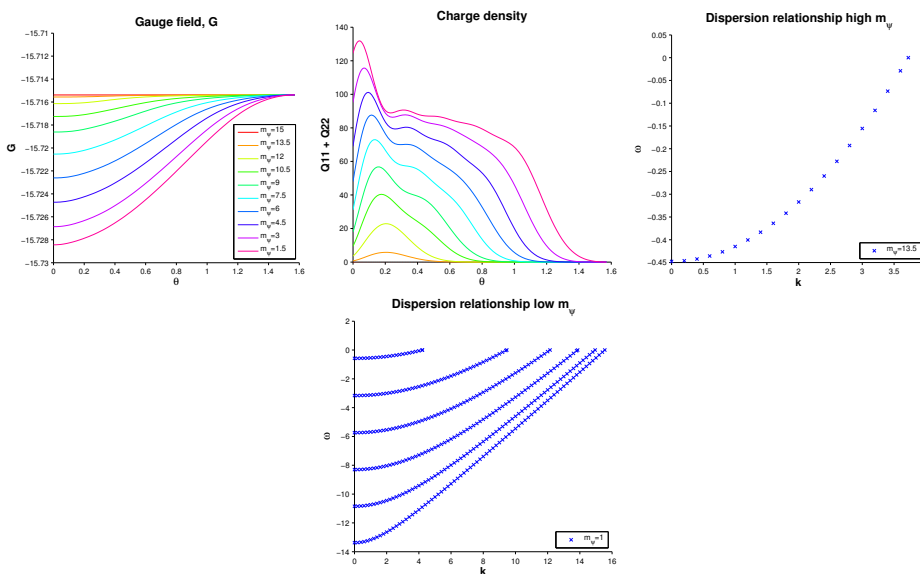 Gauge field, G
−15.71
−15.712
−15.714
−15.716
−15.718
−15.72
−15.722
−15.724
−15.726
−15.728
−15.73
G
0 0.2 0.4 0.6 0.8 1 1.2 1.4 1.6
θ
mψ=15
mψ=13.5
mψ=12
mψ=10.5
mψ=9
mψ=7.5
mψ=6
mψ=4.5
mψ=3
mψ=1.5
Charge density
140
120
100
80
60
40
20
0
Q11 + Q22
0 0.2 0.4 0.6 0.8 1 1.2 1.4 1.6
θ
Dispersion relationship high mψ
0.05
0
−0.05
−0.1
−0.15
−0.2
−0.25
−0.3
−0.35
−0.4
−0.45
ω
0 0.5 1 1.5 2 2.5 3 3.5
k
mψ=13.5
Dispersion relationship low mψ
2
0
−2
−4
−6
−8
−10
−12
−14
ω
0 2 4 6 8 10 12 14 16
k
mψ=1